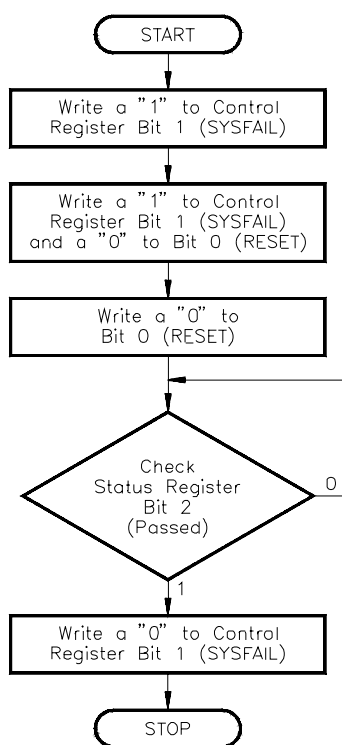 START
Write a "1" to Control
Register Bit 1 (SYSFAIL)
Write a "1" to Control
Register Bit 1 (SYSFAIL)
and a "0" to Bit 0 (RESET)
Write a "0" to
Bit 0 (RESET)
Check
Status Register
Bit 2
(Passed)
0
1
Write a "0" to Control
Register Bit 1 (SYSFAIL)
STOP